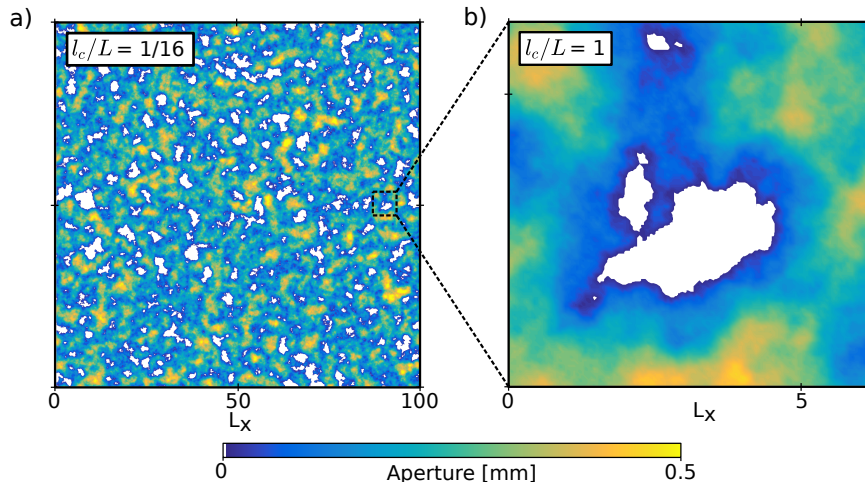 a)
l_c/L = 1/16
0
50
100
L_x
b)
l_c/L = 1
0
5
L_x
0
Aperture [mm]
0.5